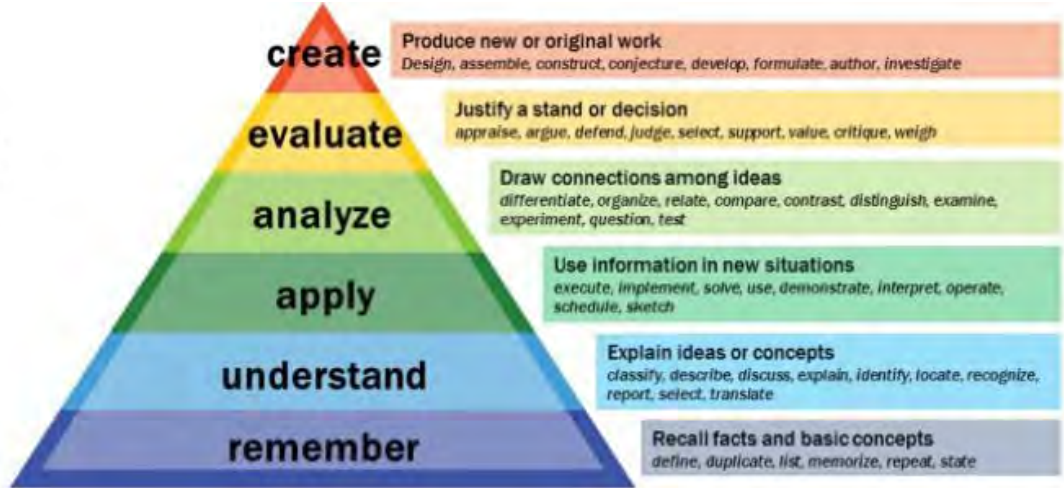 create
Produce new or original work
Design, assemble, construct, conjecture, develop, formulate, author, investigate
evaluate
Justify a stand or decision
appraise, argue, defend, judge, select, support, value, critique, weigh
analyze
Draw connections among ideas
differentiate, organize, relate, compare, contrast, distinguish, examine,
experiment, question, test
apply
Use information in new situations
execute, implement, solve, use, demonstrate, interpret, operate,
schedule, sketch
understand
Explain ideas or concepts
classify, describe, discuss, explain, identify, locate, recognize,
report, select, translate
remember
Recall facts and basic concepts
define, duplicate, list, memorize, repeat, state